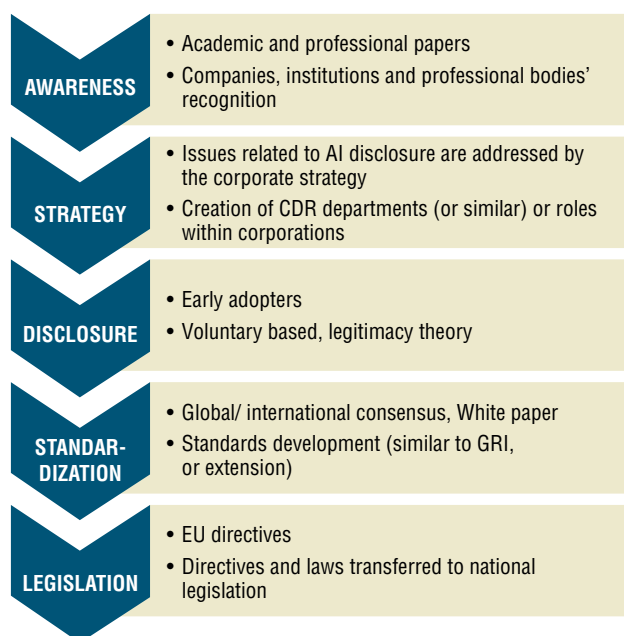 AWARENESS
• Academic and professional papers
• Companies, institutions and professional bodies’
recognition
STRATEGY
• Issues related to AI disclosure are addressed by
the corporate strategy
• Creation of CDR departments (or similar) or roles
within corporations
DISCLOSURE
• Early adopters
• Voluntary based, legitimacy theory
STANDAR-
DIZATION
• Global/ international consensus, White paper
• Standards development (similar to GRI,
or extension)
LEGISLATION
• EU directives
• Directives and laws transferred to national
legislation